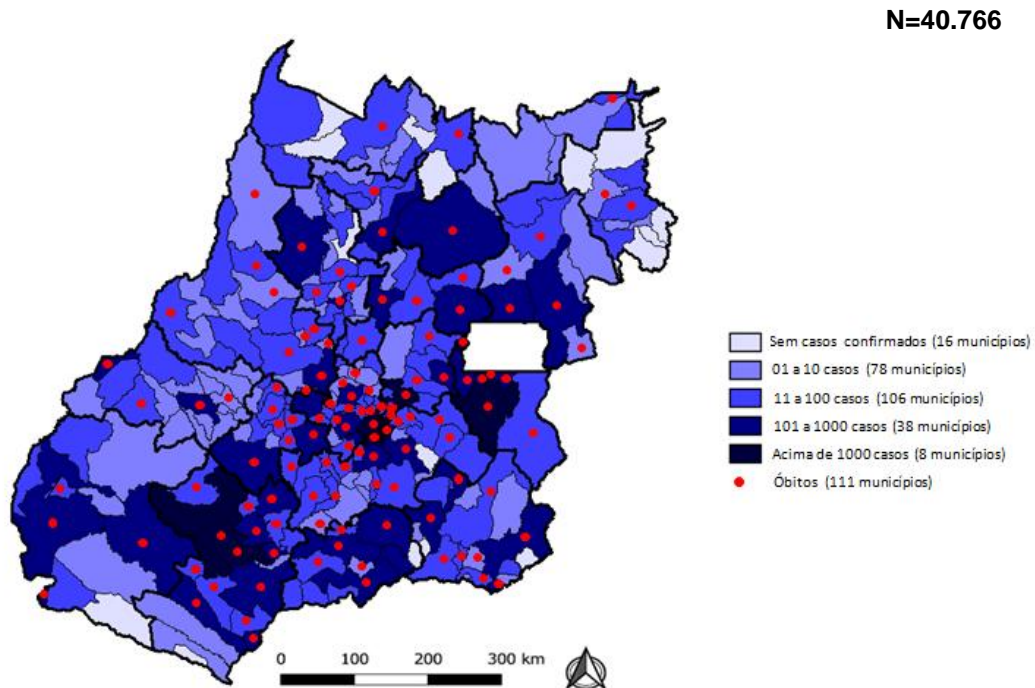 N=40.766
Sem casos confirmados (16 municípios)
01 a 10 casos (78 municípios)
11 a 100 casos (106 municípios)
101 a 1000 casos (38 municípios)
Acima de 1000 casos (8 municípios)
Óbitos (111 municípios)
0 100 200 300 km